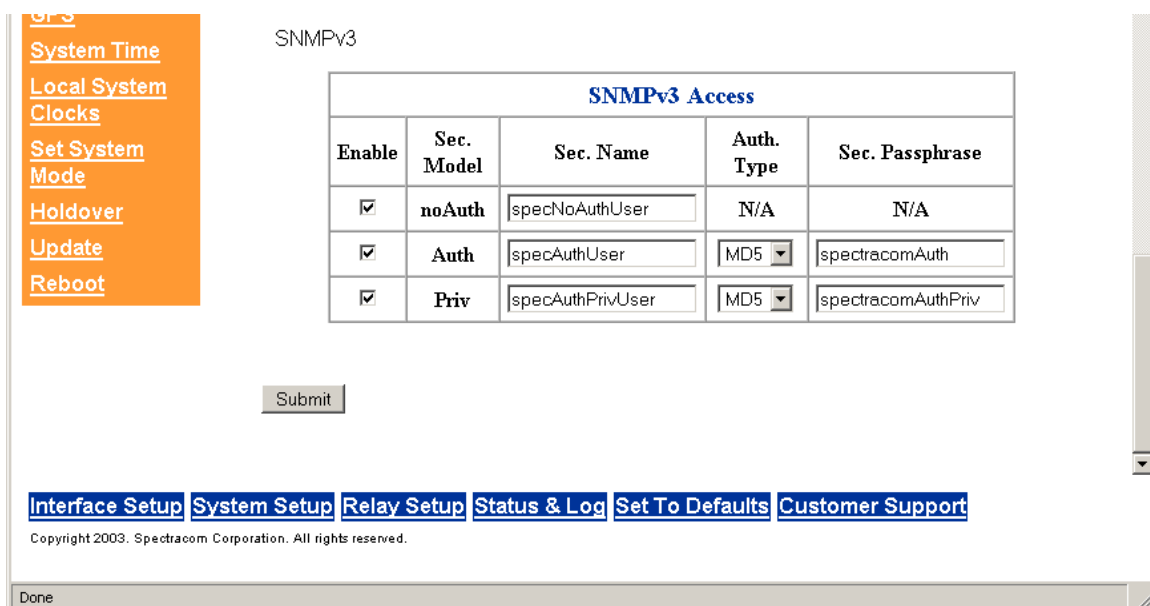 GPS
System Time
Local System
Clocks
Set System
Mode
Holdover
Update
Reboot
SNMPv3
SNMPv3 Access
Enable Sec. Model Sec. Name Auth. Type Sec. Passphrase
noAuth specNoAuthUser N/A N/A
Auth specAuthUser MD5 spectracomAuth
Priv specAuthPrivUser MD5 spectracomAuthPriv
Submit
Interface Setup System Setup Relay Setup Status & Log Set To Defaults Customer Support
Copyright 2003. Spectracom Corporation. All rights reserved.
Done